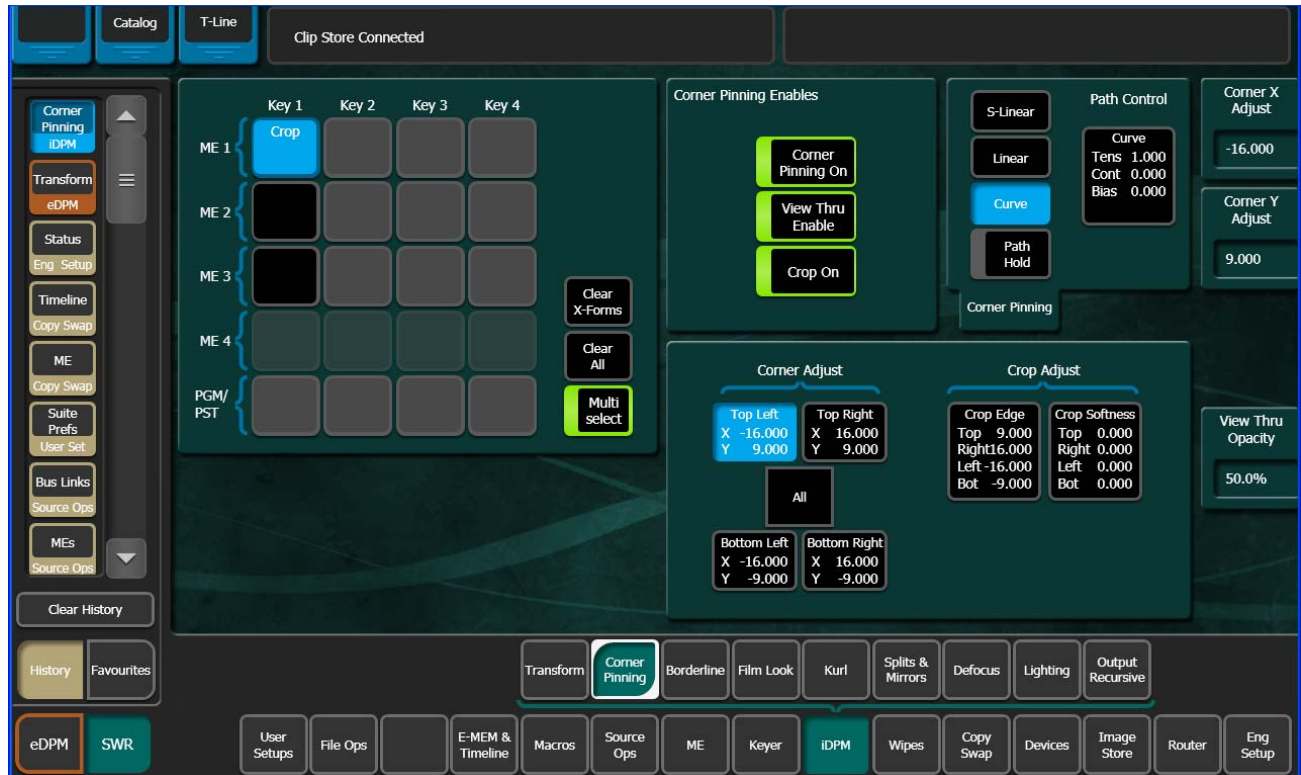 Catalog
T-Line
Clip Store Connected
Corner
Pinning
iDPM
Transform
eDPM
Status
Eng Setup
Timeline
Copy Swap
ME
Copy Swap
Suite
Prefs
User Set
Bus Links
Source Ops
MEs
Source Ops
Clear History
History
Favourites
eDPM
SWR
Key 1 Key 2 Key 3 Key 4
ME 1
Crop
ME 2
ME 3
ME 4
PGM/
PST
Clear
X-Forms
Clear
All
Multi
select
Corner Pinning Enables
Corner
Pinning On
View Thru
Enable
Crop On
S-Linear
Linear
Curve
Path
Hold
Path Control
Curve
Tens 1.000
Cont 0.000
Bias 0.000
Corner Pinning
Corner X
Adjust
-16.000
Corner Y
Adjust
9.000
View Thru
Opacity
50.0%
Corner Adjust
Top Left
X -16.000
Y 9.000
Top Right
X 16.000
Y 9.000
All
Bottom Left
X -16.000
Y -9.000
Bottom Right
X 16.000
Y -9.000
Crop Adjust
Crop Edge
Top 9.000
Right16.000
Left -16.000
Bot -9.000
Crop Softness
Top 0.000
Right 0.000
Left 0.000
Bot 0.000
Transform
Corner
Pinning
Borderline
Film Look
Kurl
Splits &
Mirrors
Defocus
Lighting
Output
Recursive
User
Setups
File Ops
E-MEM &
Timeline
Macros
Source
Ops
ME
Keyer
iDPM
Wipes
Copy
Swap
Devices
Image
Store
Router
Eng
Setup